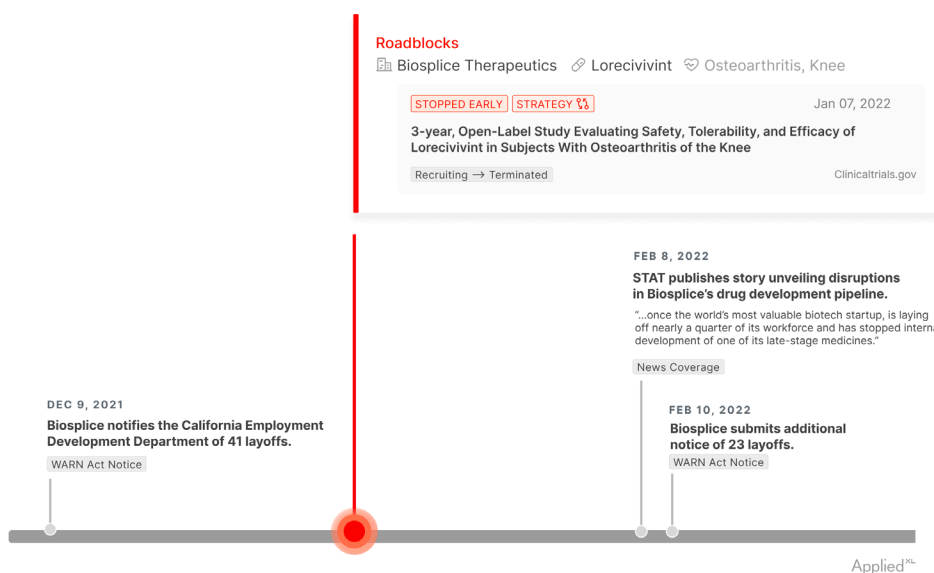 Roadblocks
Biosplice Therapeutics Lorecivivint Osteoarthritis, Knee
STOPPED EARLY STRATEGY Jan 07, 2022
3-year, Open-Label Study Evaluating Safety, Tolerability, and Efficacy of
Lorecivivint in Subjects With Osteoarthritis of the Knee
Recruiting → Terminated Clinicaltrials.gov
FEB 8, 2022
STAT publishes story unveiling disruptions
in Biosplice’s drug development pipeline.
“...once the world’s most valuable biotech startup, is laying
off nearly a quarter of its workforce and has stopped intern
development of one of its late-stage medicines.”
News Coverage
DEC 9, 2021
Biosplice notifies the California Employment
Development Department of 41 layoffs.
WARN Act Notice
FEB 10, 2022
Biosplice submits additional
notice of 23 layoffs.
WARN Act Notice
AppliedXL